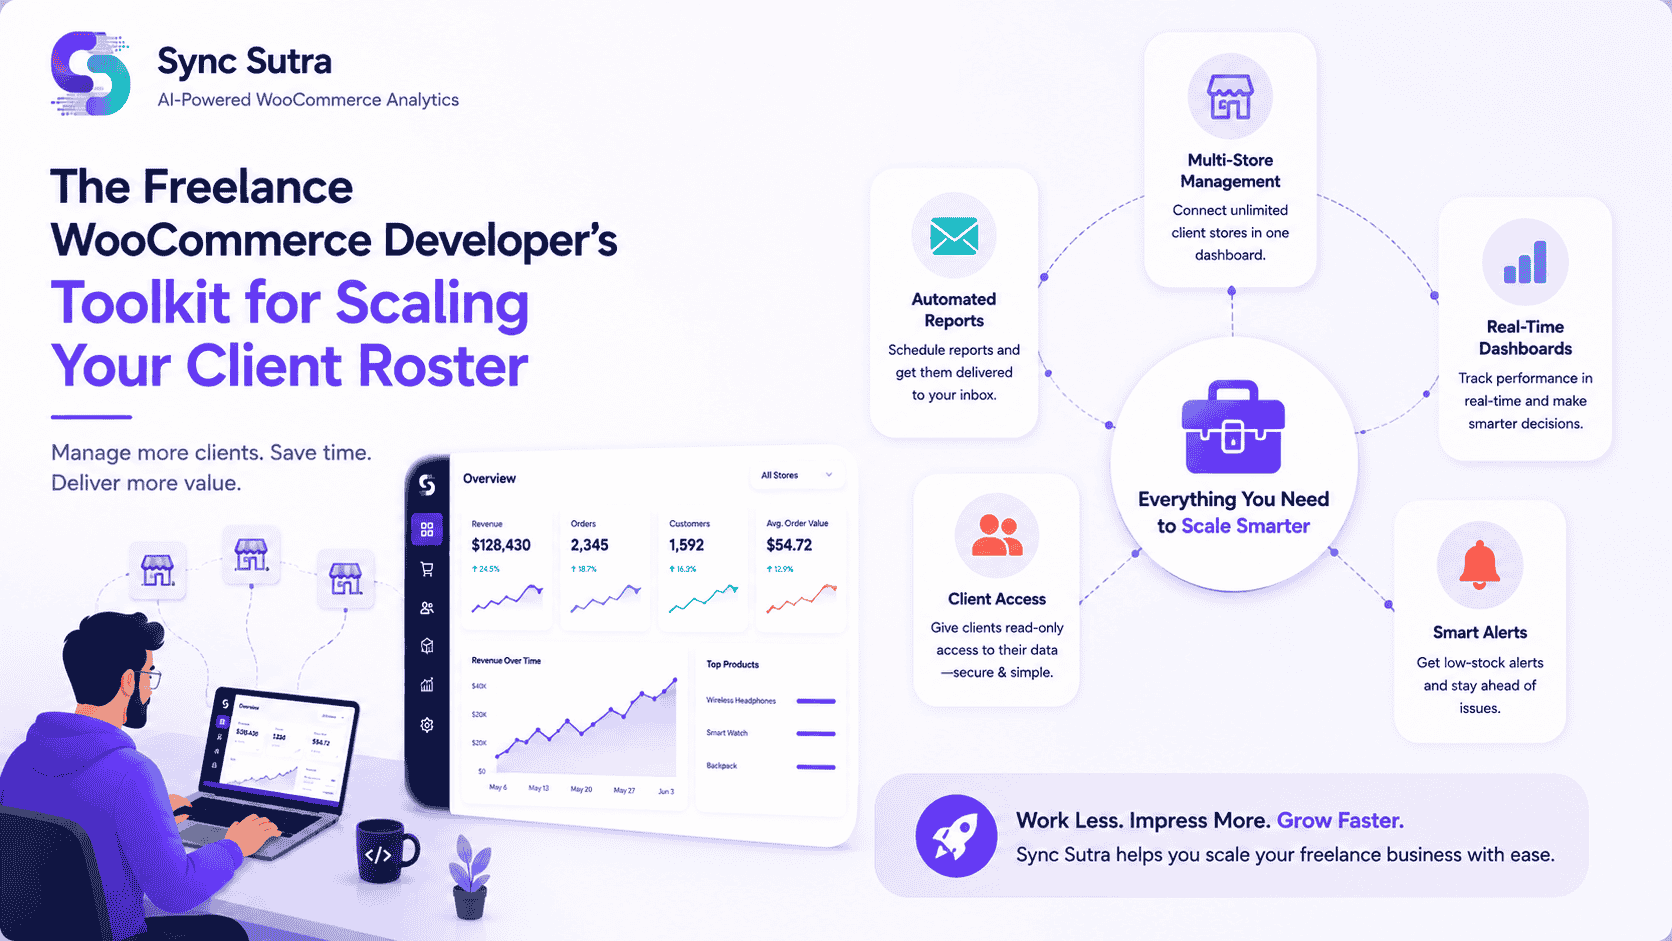 Sync Sutra
AI-Powered WooCommerce Analytics
The Freelance
WooCommerce Developer's
Toolkit for Scaling
Your Client Roster
Manage more clients. Save time.
Deliver more value.
Overview
All Stores
Revenue
$128,430
↑ 24.5%
Orders
2,345
↑ 18.7%
Customers
1,592
↑ 16.3%
Avg. Order Value
$54.72
↑ 12.9%
Revenue Over Time
$40K
$20K
$20K
$0
May 6
May 13
May 20
May 27
Jun 3
Top Products
Wireless Headphones
Smart Watch
Backpack
Overview
$54.72
</>
Multi-Store
Management
Connect unlimited
client stores in one
dashboard.
Automated
Reports
Schedule reports and
get them delivered
to your inbox.
Real-Time
Dashboards
Track performance in
real-time and make
smarter decisions.
Everything You Need
to Scale Smarter
Client Access
Give clients read-only
access to their data
—secure & simple.
Smart Alerts
Get low-stock alerts
and stay ahead of
issues.
Work Less. Impress More. Grow Faster.
Sync Sutra helps you scale your freelance business with ease.